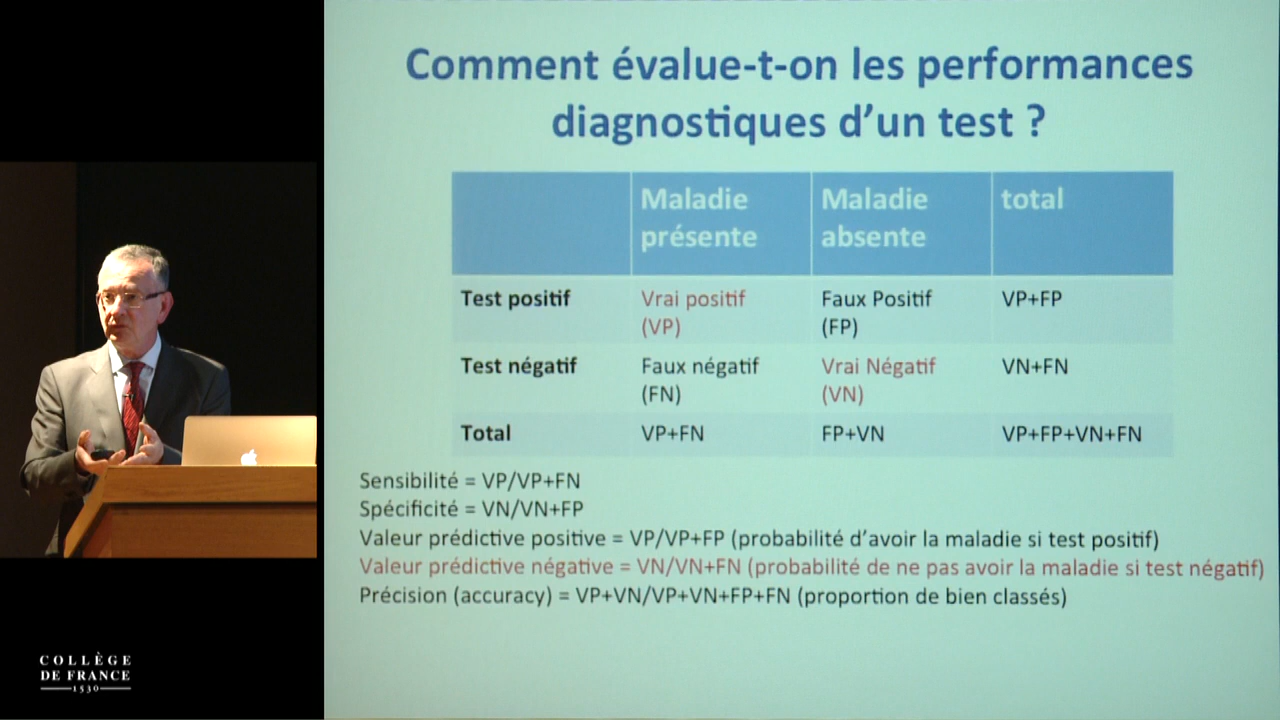 Comment évalue-t-on les performances
diagnostiques d’un test ?
Maladie présente
Maladie absente
total
Test positif
Vrai positif (VP)
Faux Positif (FP)
VP+FP
Test négatif
Faux négatif (FN)
Vrai Négatif (VN)
VN+FN
Total
VP+FN
FP+VN
VP+FP+VN+FN
Sensibilité = VP/VP+FN
Spécificité = VN/VN+FP
Valeur prédictive positive = VP/VP+FP (probabilité d’avoir la maladie si test positif)
Valeur prédictive négative = VN/VN+FN (probabilité de ne pas avoir la maladie si test négatif)
Précision (accuracy) = VP+VN/VP+VN+FP+FN (proportion de bien classés)
COLLÈGE
DE FRANCE
1530